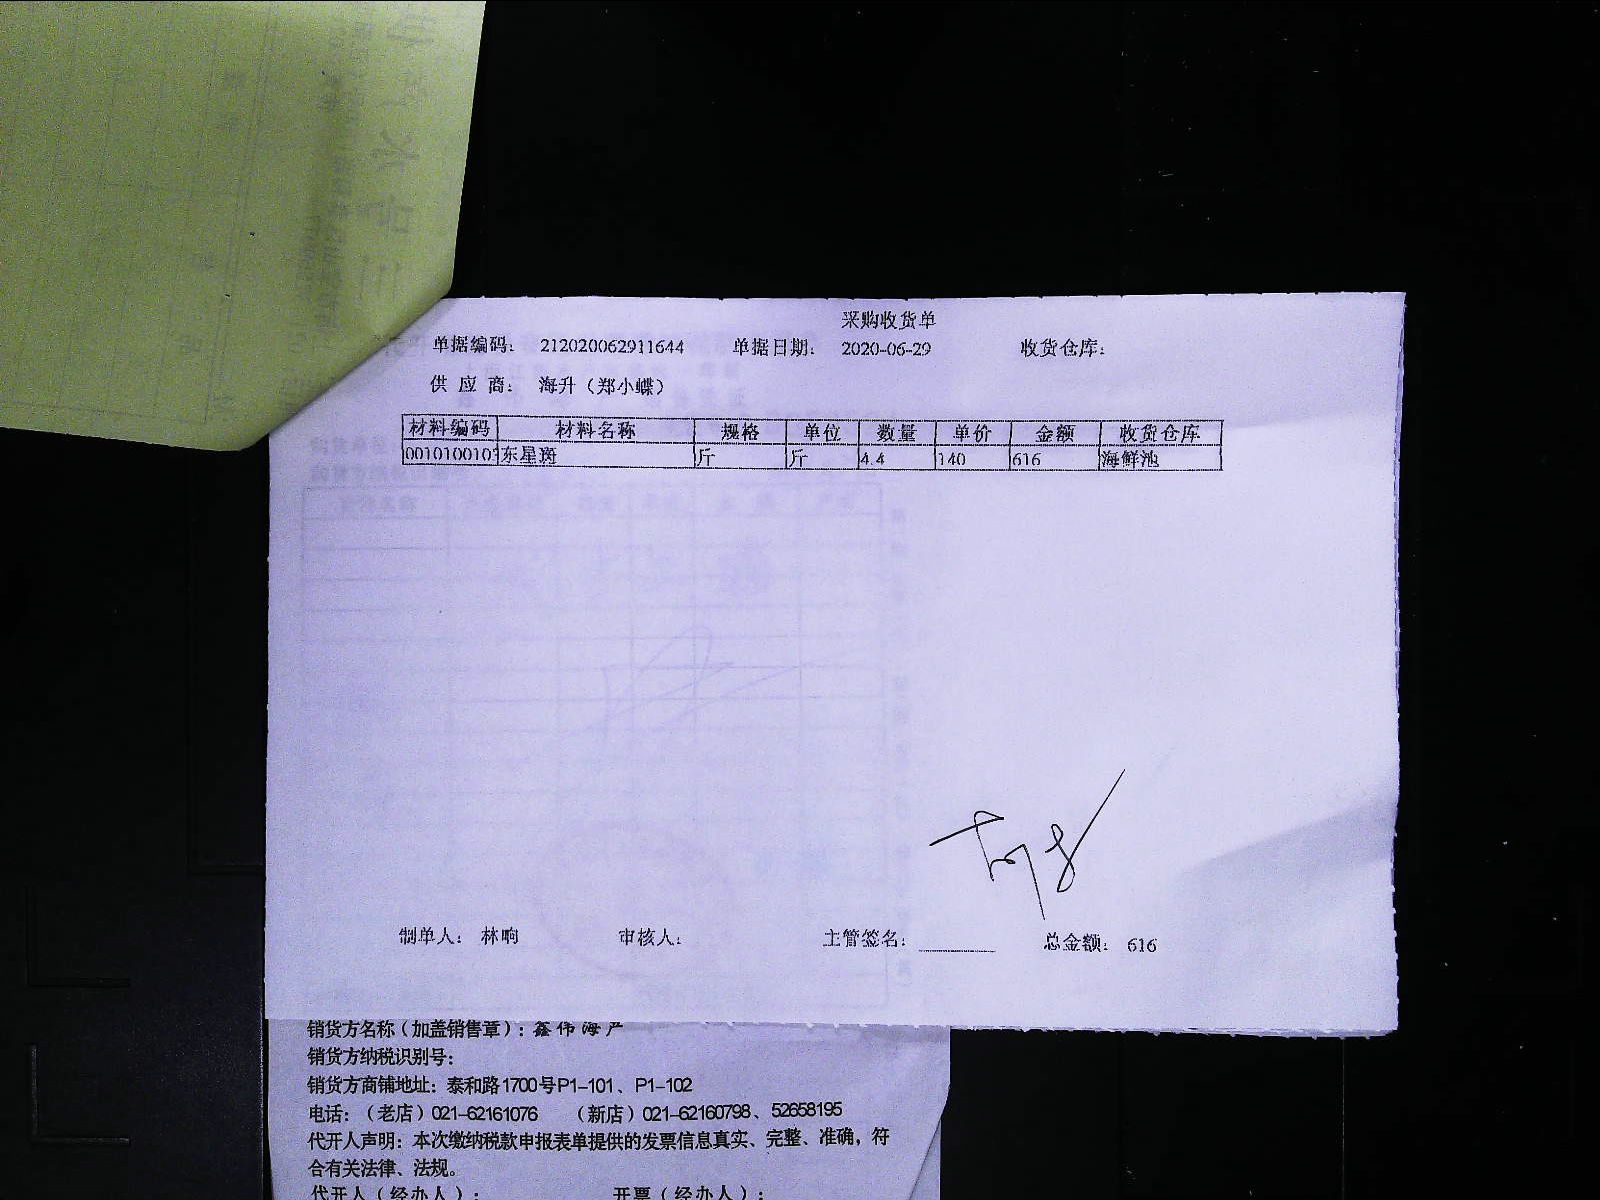 采购收货单
单据编码： 212020062911644 单据日期： 2020-06-29 收货仓库：
供 应 商： 海升（郑小蝶）
材料编码 材料名称 规格 单位 数量 单价 金额 收货仓库
001010010 东星斑 斤 斤 4.4 140 616 海鲜池
制单人： 林昫 审核人： 主管签名： 总金额： 616
销货方名称（加盖销售章）：鑫伟海产
销货方纳税识别号：
销货方商铺地址：泰和路1700号P1-101、P1-102
电话：（老店）021-62161076 （新店）021-62160798、52658195
代开人声明：本次缴纳税款申报表单提供的发票信息真实、完整、准确，符
合有关法律、法规。
代开人（经办人）： 开票（经办人）：